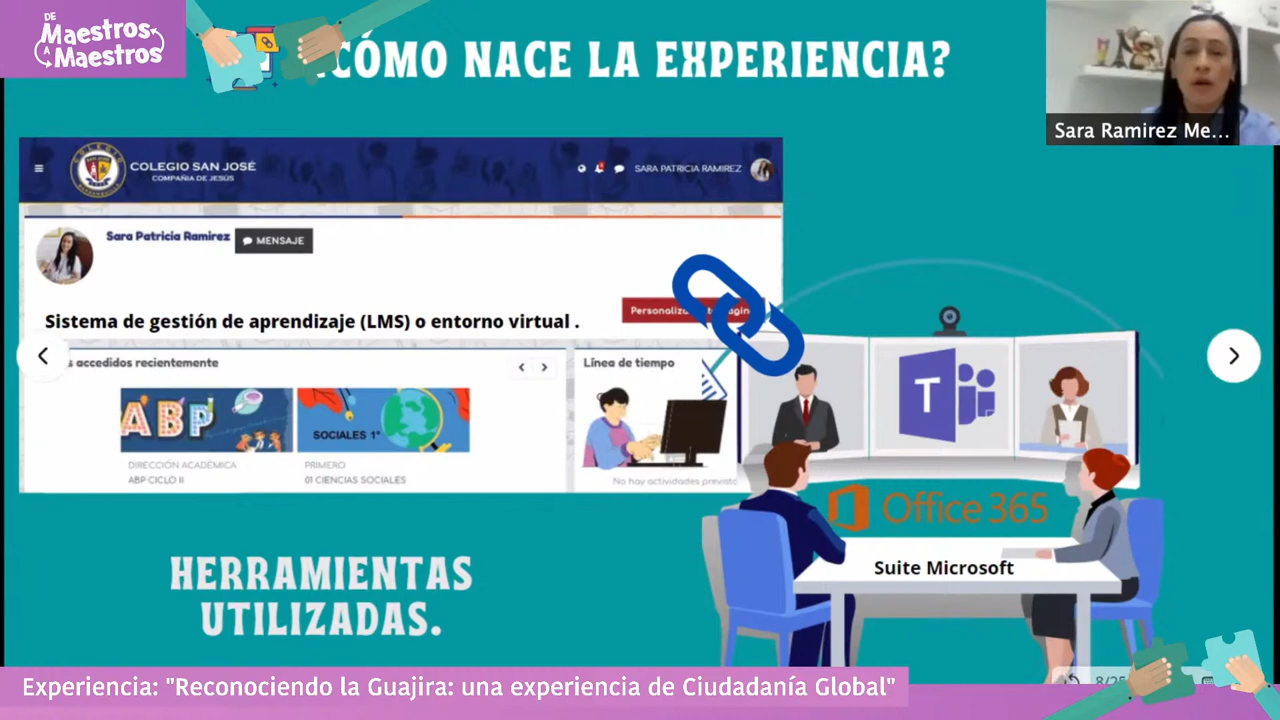 DE
Maestros
A
Maestros
¿CÓMO NACE LA EXPERIENCIA?
Sara Ramirez Me...
COLEGIO SAN JOSÉ
COMPAÑIA DE JESÚS
SARA PATRICIA RAMIREZ
Sara Patricia Ramirez
MENSAJE
Sistema de gestión de aprendizaje (LMS) o entorno virtual .
accedidos recientemente
Línea de tiempo
ABP
SOCIALES 1°
DIRECCIÓN ACADÉMICA
ABP CICLO II
PRIMERO
01 CIENCIAS SOCIALES
No hay actividades
T
Office 365
Suite Microsoft
HERRAMIENTAS
UTILIZADAS.
Experiencia: "Reconociendo la Guajira: una experiencia de Ciudadanía Global"